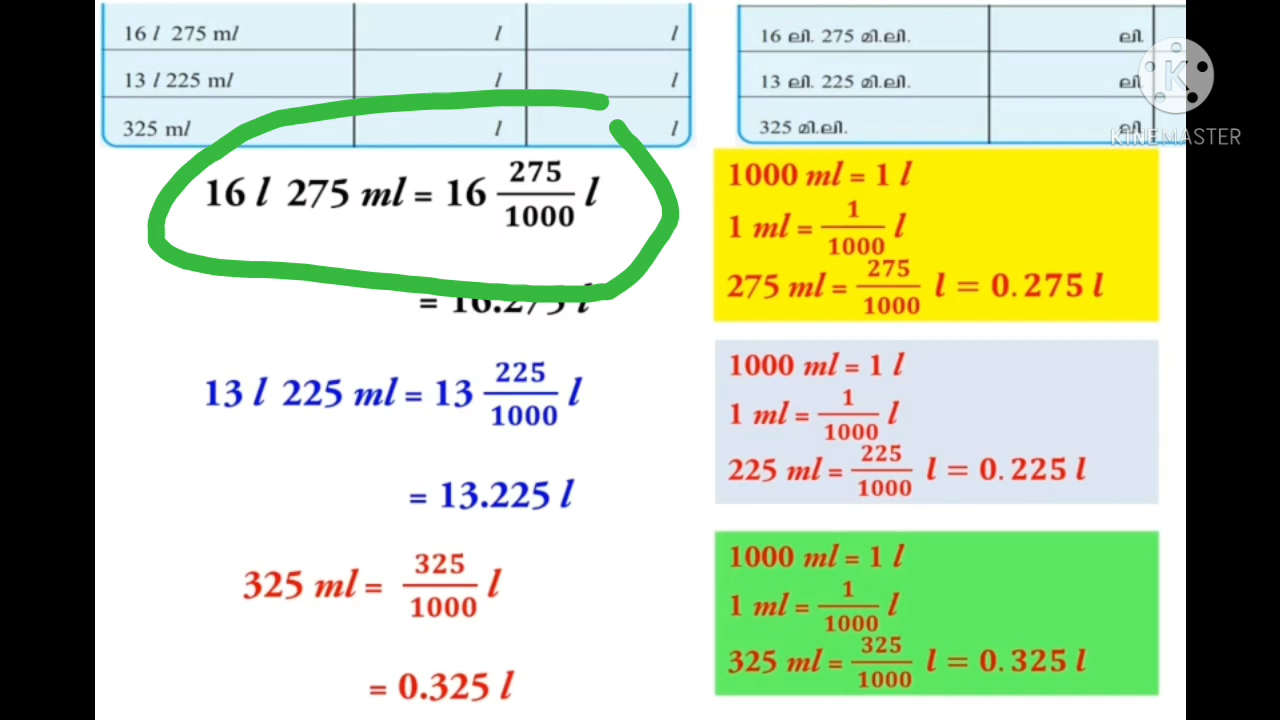 16 l 275 ml l l
13 l 225 ml l l
325 ml l l
16 ലി. 275 മി.ലി. ലി.
13 ലി. 225 മി.ലി. ലി.
325 മി.ലി. ലി.
K
KINEMASTER
16 l 275 ml = 16 275/1000 l
= 16.275 l
13 l 225 ml = 13 225/1000 l
= 13.225 l
325 ml = 325/1000 l
= 0.325 l
1000 ml = 1 l
1 ml = 1/1000 l
275 ml = 275/1000 l = 0.275 l
1000 ml = 1 l
1 ml = 1/1000 l
225 ml = 225/1000 l = 0.225 l
1000 ml = 1 l
1 ml = 1/1000 l
325 ml = 325/1000 l = 0.325 l